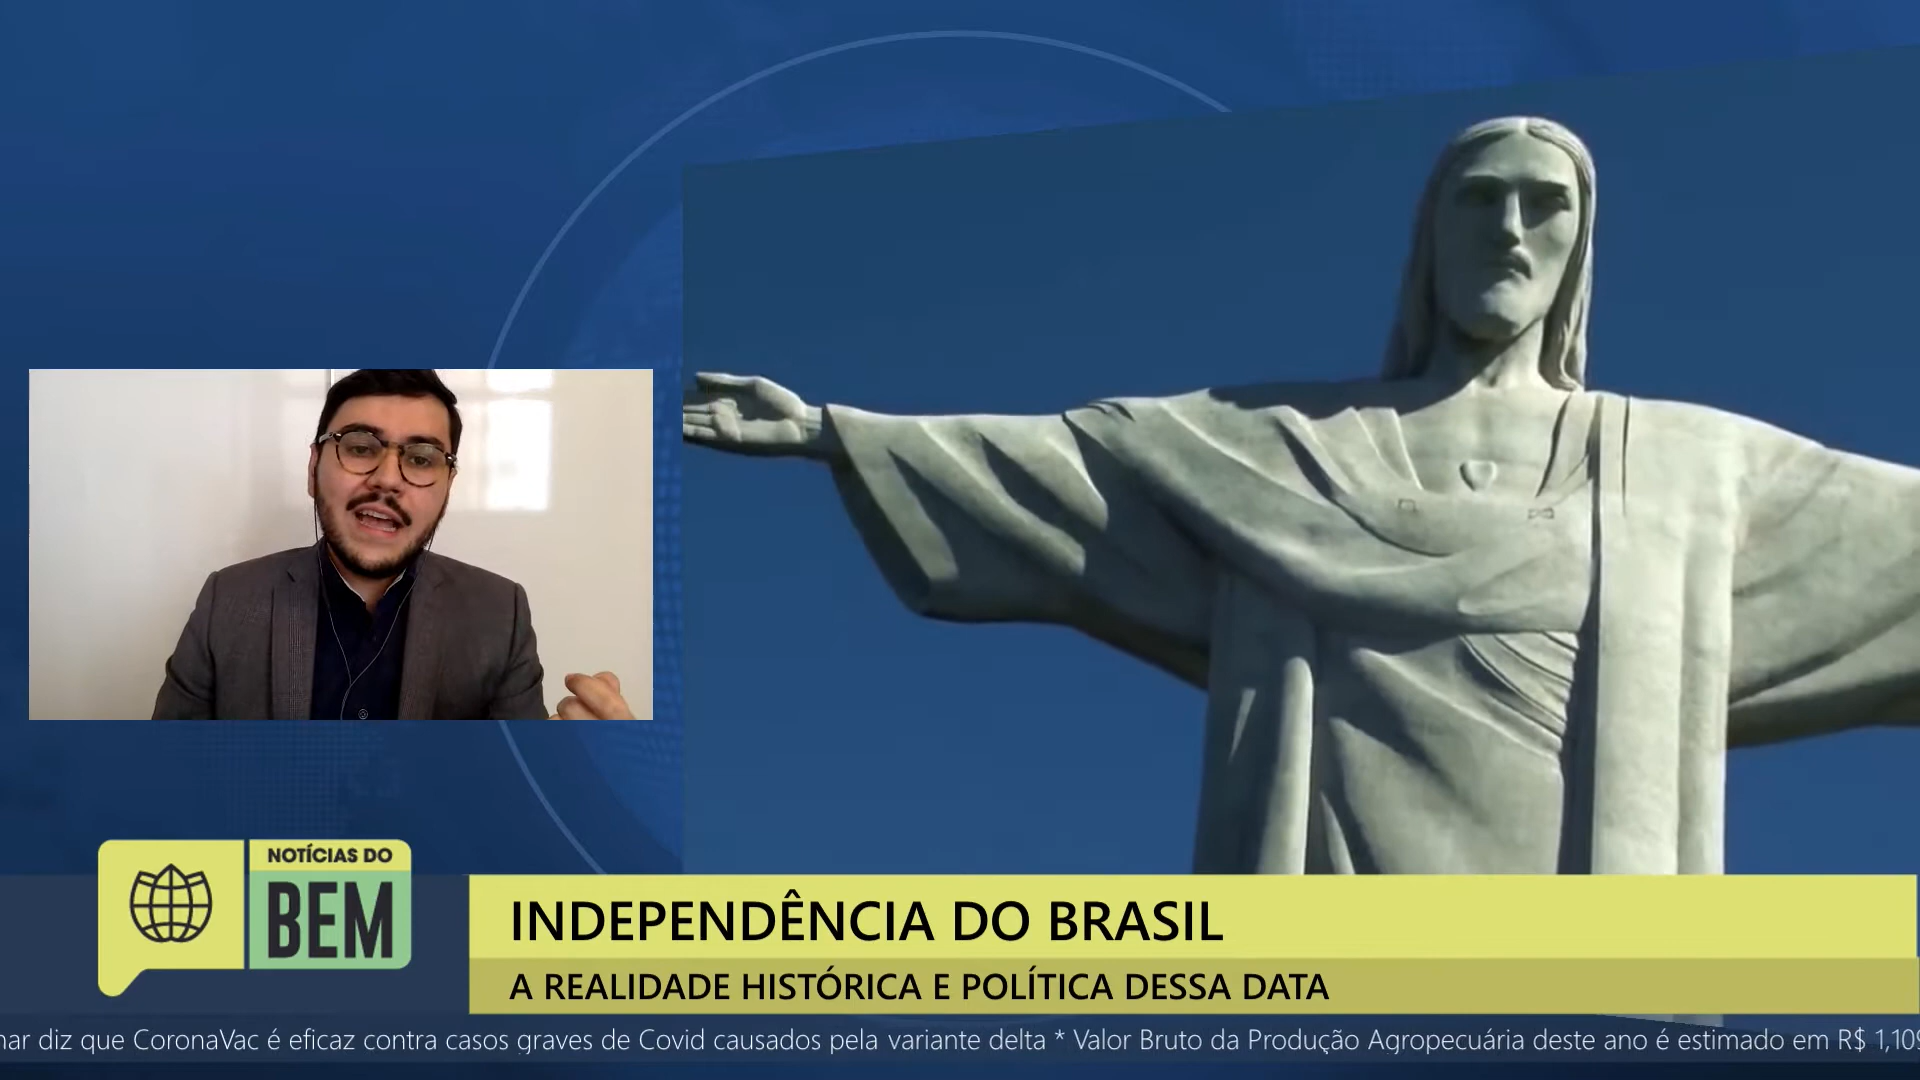 NOTÍCIAS DO
BEM
INDEPENDÊNCIA DO BRASIL
A REALIDADE HISTÓRICA E POLÍTICA DESSA DATA
diz que CoronaVac é eficaz contra casos graves de Covid causados pela variante delta * Valor Bruto da Produção Agropecuária deste ano é estimado em R$